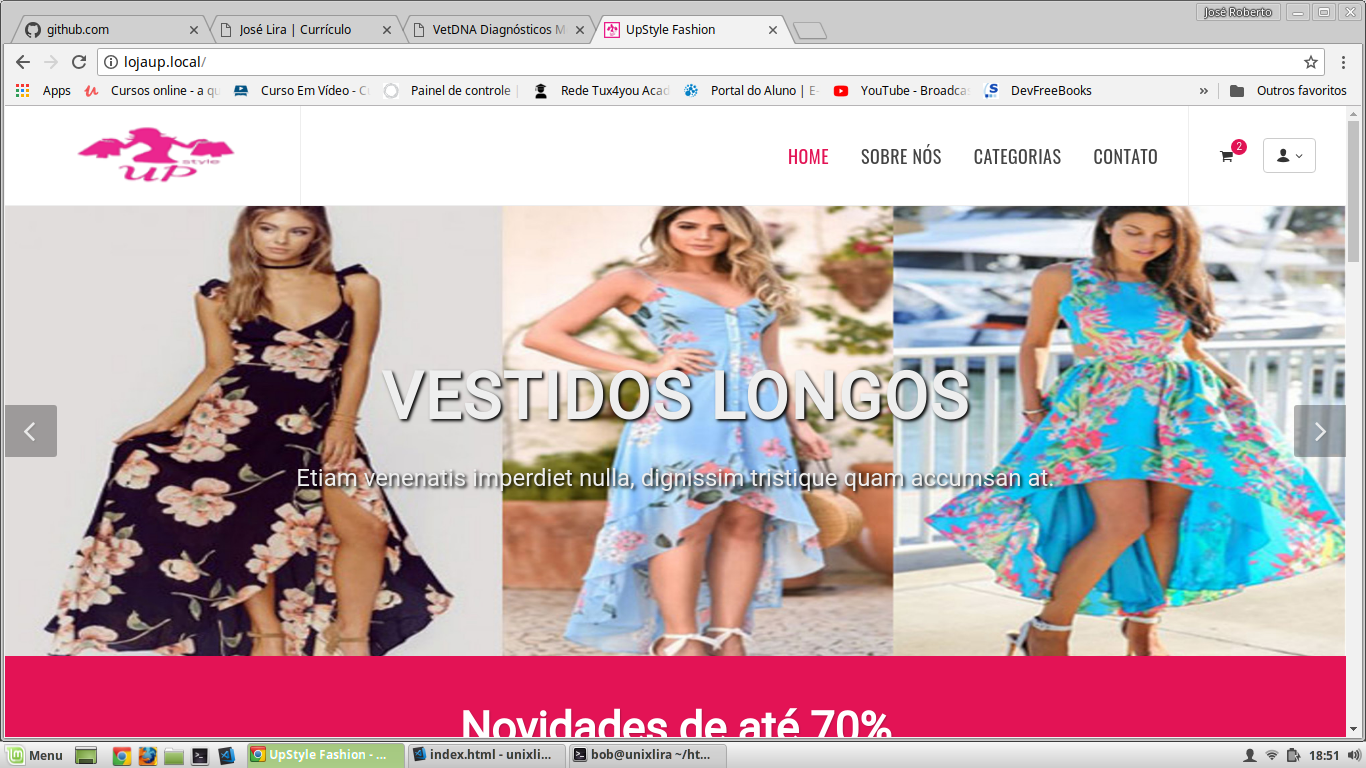 José Roberto
github.com
José Lira | Currículo
VetDNA Diagnósticos M
UpStyle Fashion
lojaup.local/
Apps
Cursos online - a qu
Curso Em Vídeo - Cu
Painel de controle |
Rede Tux4you Acad
Portal do Aluno | E-
YouTube - Broadca
DevFreeBooks
»
Outros favoritos
style
UP
HOME
SOBRE NÓS
CATEGORIAS
CONTATO
2
VESTIDOS LONGOS
Etiam venenatis imperdiet nulla, dignissim tristique quam accumsan at.
Novidades de até 70%
Menu
UpStyle Fashion - ...
index.html - unixli...
bob@unixlira ~/ht...
18:51